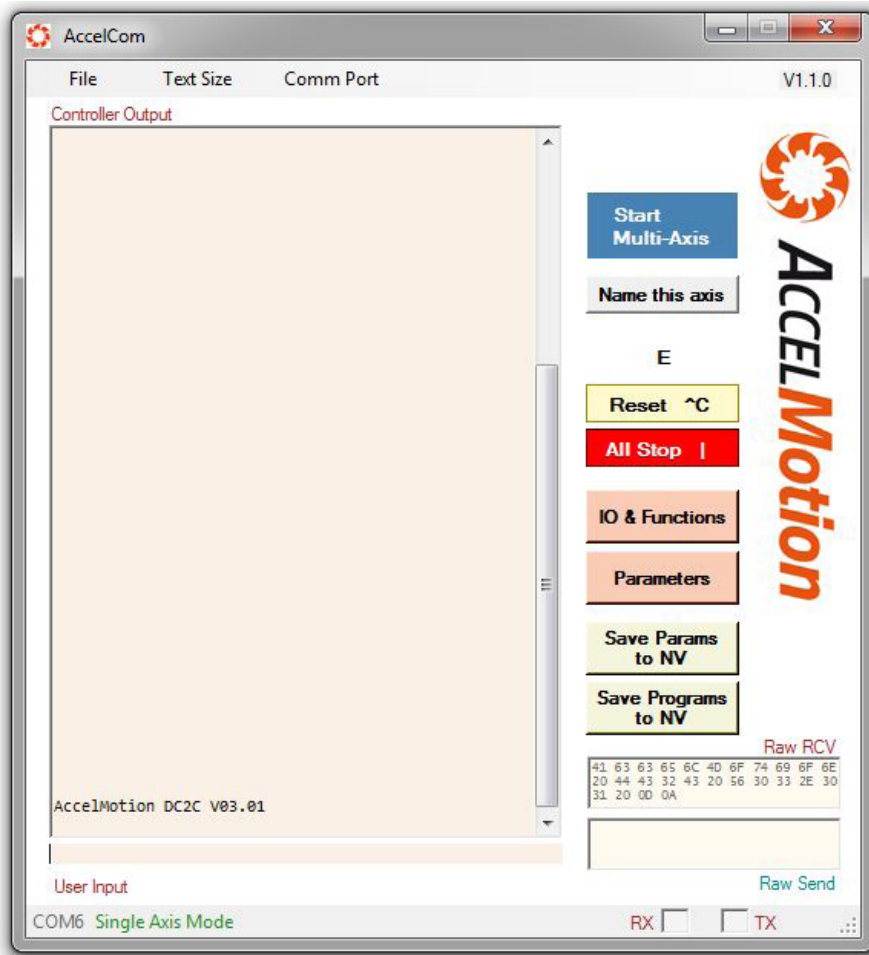 AccelCom
File Text Size Comm Port V1.1.0
Controller Output
Start
Multi-Axis
Name this axis
E
Reset ^C
All Stop |
IO & Functions
Parameters
Save Params
to NV
Save Programs
to NV
ACCELMotion
Raw RCV
41 63 63 65 6C 4D 6F 74 69 6F 6E
20 44 43 32 43 20 56 30 33 2E 30
31 20 0D 0A
AccelMotion DC2C V03.01
User Input
Raw Send
COM6 Single Axis Mode RX TX